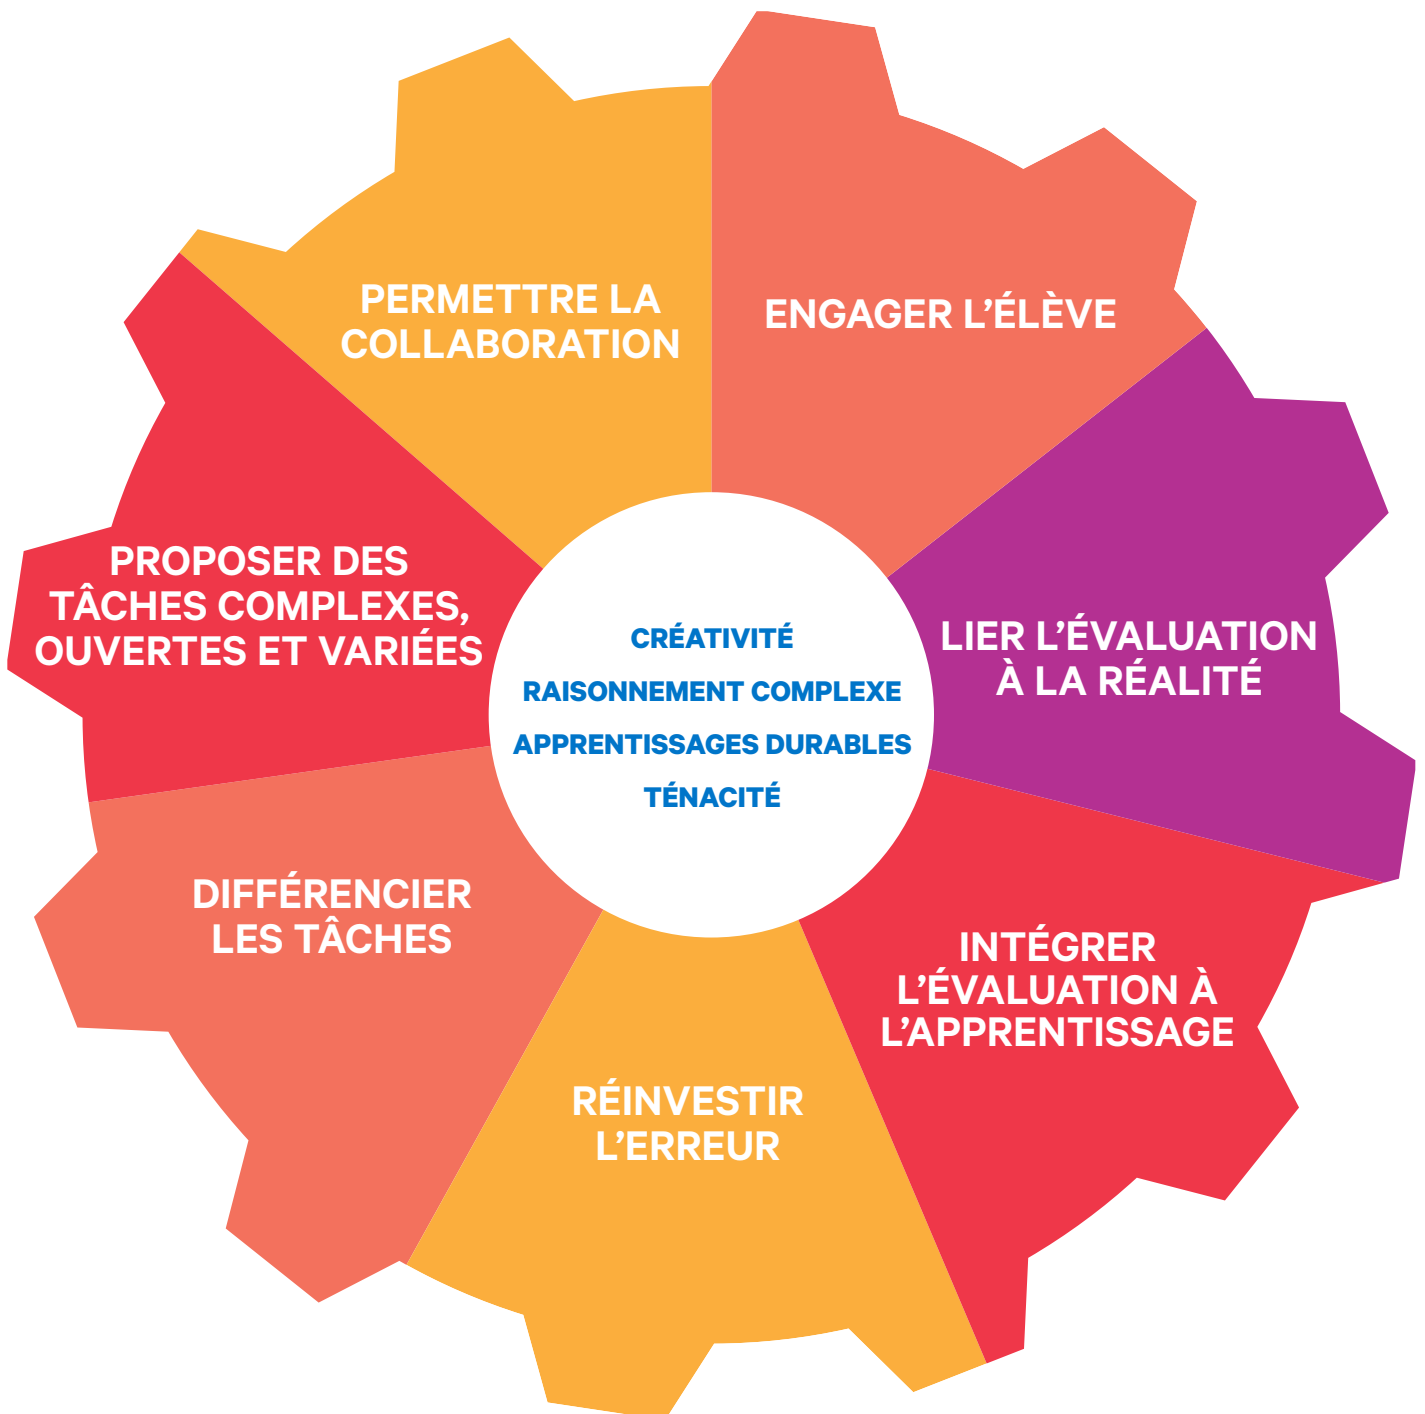 PERMETTRE LA
COLLABORATION
ENGAGER L’ÉLÈVE
LIER L’ÉVALUATION
À LA RÉALITÉ
INTÉGRER
L’ÉVALUATION À
L’APPRENTISSAGE
RÉINVESTIR
L’ERREUR
DIFFÉRENCIER
LES TÂCHES
PROPOSER DES
TÂCHES COMPLEXES,
OUVERTES ET VARIÉES
CRÉATIVITÉ
RAISONNEMENT COMPLEXE
APPRENTISSAGES DURABLES
TÉNACITÉ